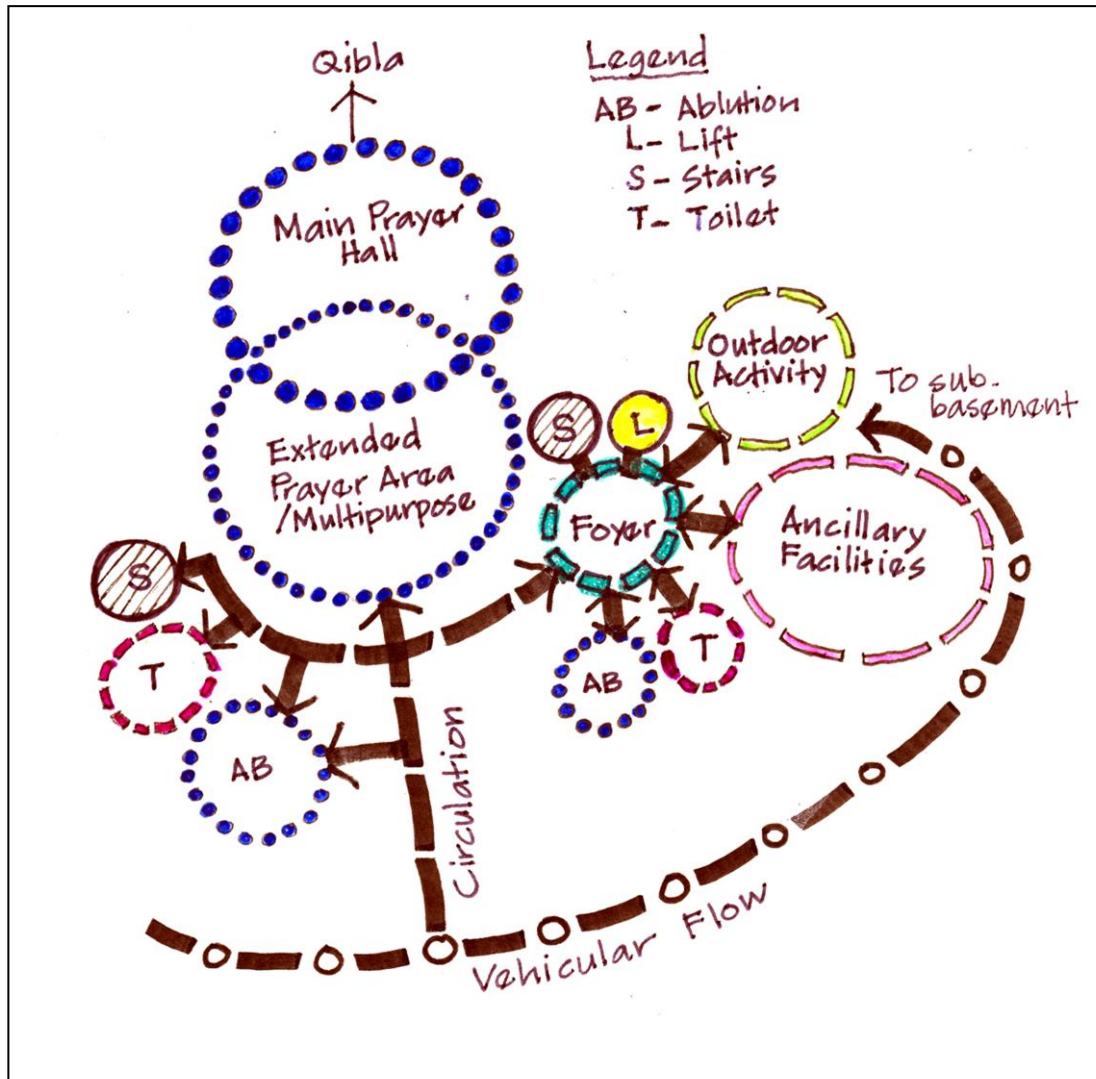 Qibla
Legend
AB - Ablution
L - Lift
S - Stairs
T - Toilet
Main Prayer
Hall
Outdoor
Activity
To sub-
basement
S
L
Extended
Prayer Area
/Multipurpose
Foyer
Ancillary
Facilities
S
T
AB
AB
T
Circulation
Vehicular Flow